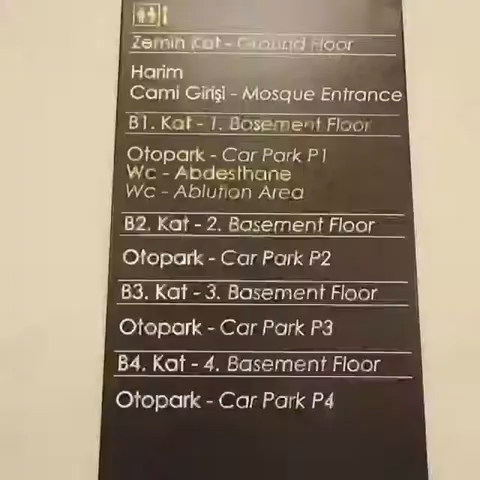 Zemin Kat - Ground Floor
Harim
Cami Girişi - Mosque Entrance
B1. Kat - 1. Basement Floor
Otopark - Car Park P1
Wc - Abdesthane
Wc - Ablution Area
B2. Kat - 2. Basement Floor
Otopark - Car Park P2
B3. Kat - 3. Basement Floor
Otopark - Car Park P3
B4. Kat - 4. Basement Floor
Otopark - Car Park P4